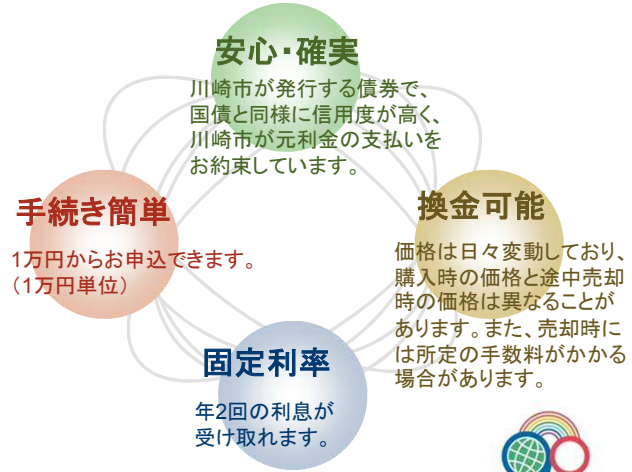 安心・確実
川崎市が発行する債券で、
国債と同様に信用度が高く、
川崎市が元利金の支払いを
お約束しています。
手続き簡単
1万円からお申込できます。
（1万円単位）
換金可能
価格は日々変動しており、
購入時の価格と途中売却
時の価格は異なることが
あります。また、売却時に
は所定の手数料がかかる
場合があります。
固定利率
年2回の利息が
受け取れます。